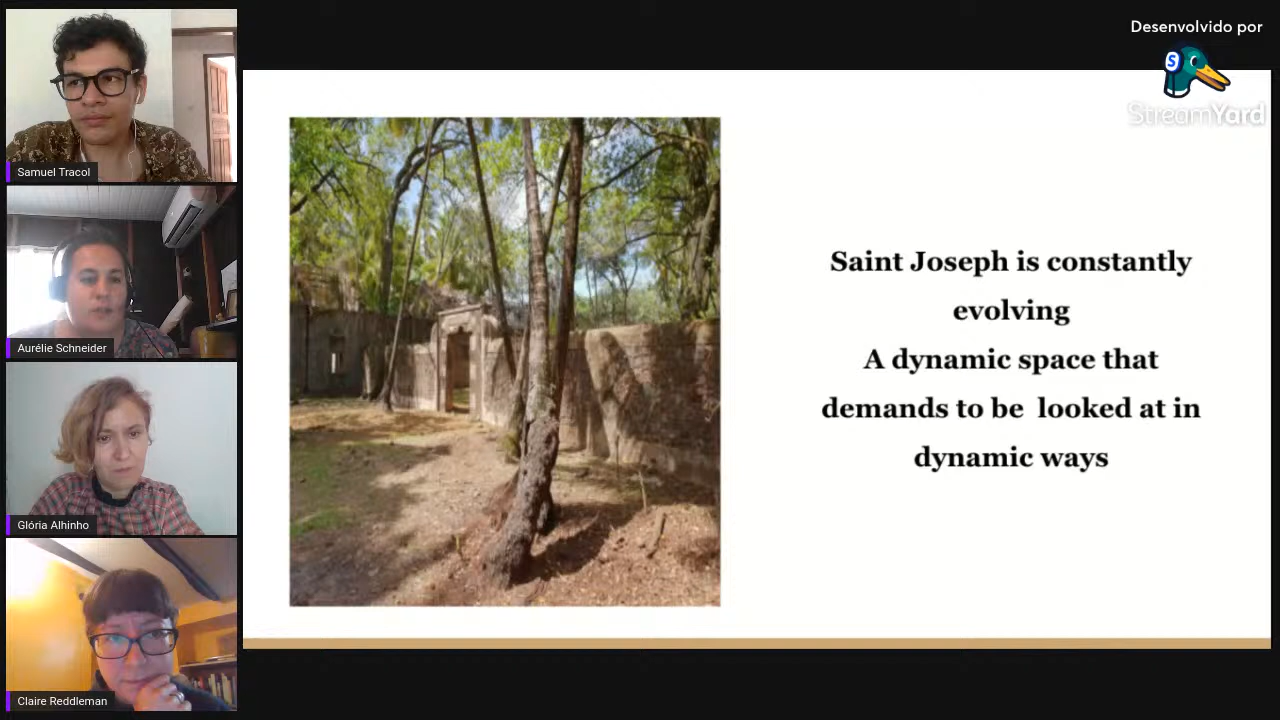 Desenvolvido por
StreamYard
Samuel Tracol
Aurélie Schneider
Glória Alhinho
Claire Reddleman
Saint Joseph is constantly
evolving
A dynamic space that
demands to be looked at in
dynamic ways